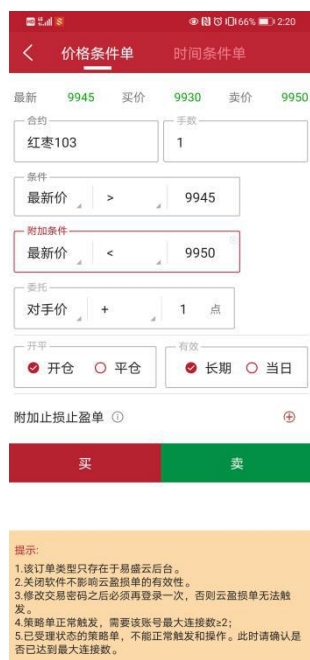 66% 2:20
价格条件单 时间条件单
最新 9945 买价 9930 卖价 9950
合约 手数
红枣103 1
条件
最新价 > 9945
附加条件
最新价 < 9950
委托
对手价 + 1 点
开平 有效
开仓 平仓 长期 当日
附加止损止盈单
买 卖
提示:
1.该订单类型只存在于易盛云后台。
2.关闭软件不影响云盈损单的有效性。
3.修改交易密码之后必须再登录一次，否则云盈损单无法触
发。
4.策略单正常触发，需要该账号最大连接数≥2;
5.已受理状态的策略单，不能正常触发和操作。此时请确认是
否已达到最大连接数。